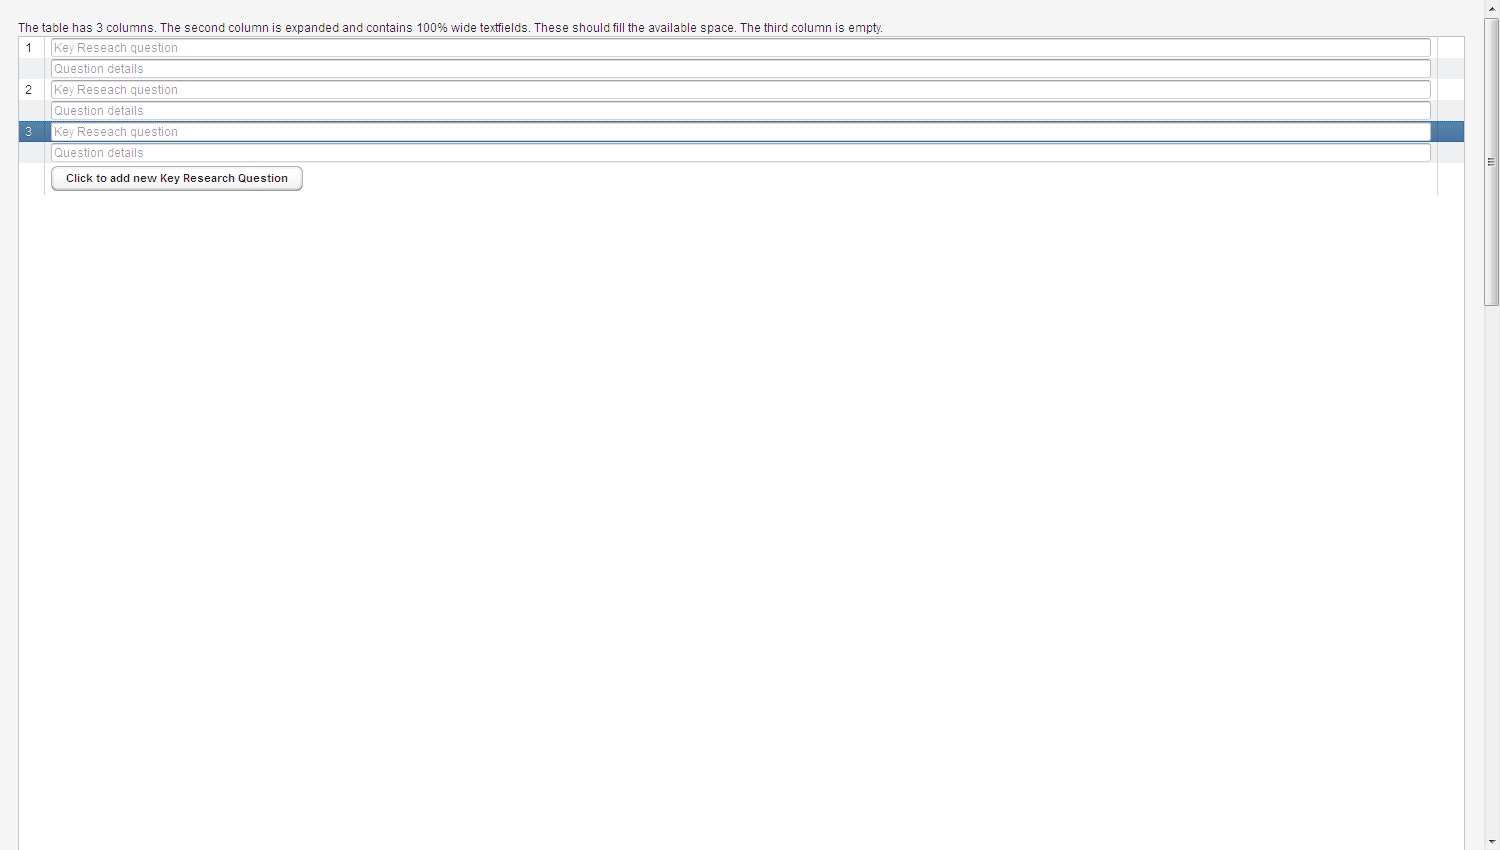 The table has 3 columns. The second column is expanded and contains 100% wide textfields. These should fill the available space. The third column is empty.
1 Key Reseach question
Question details
2 Key Reseach question
Question details
3 Key Reseach question
Question details
Click to add new Key Research Question